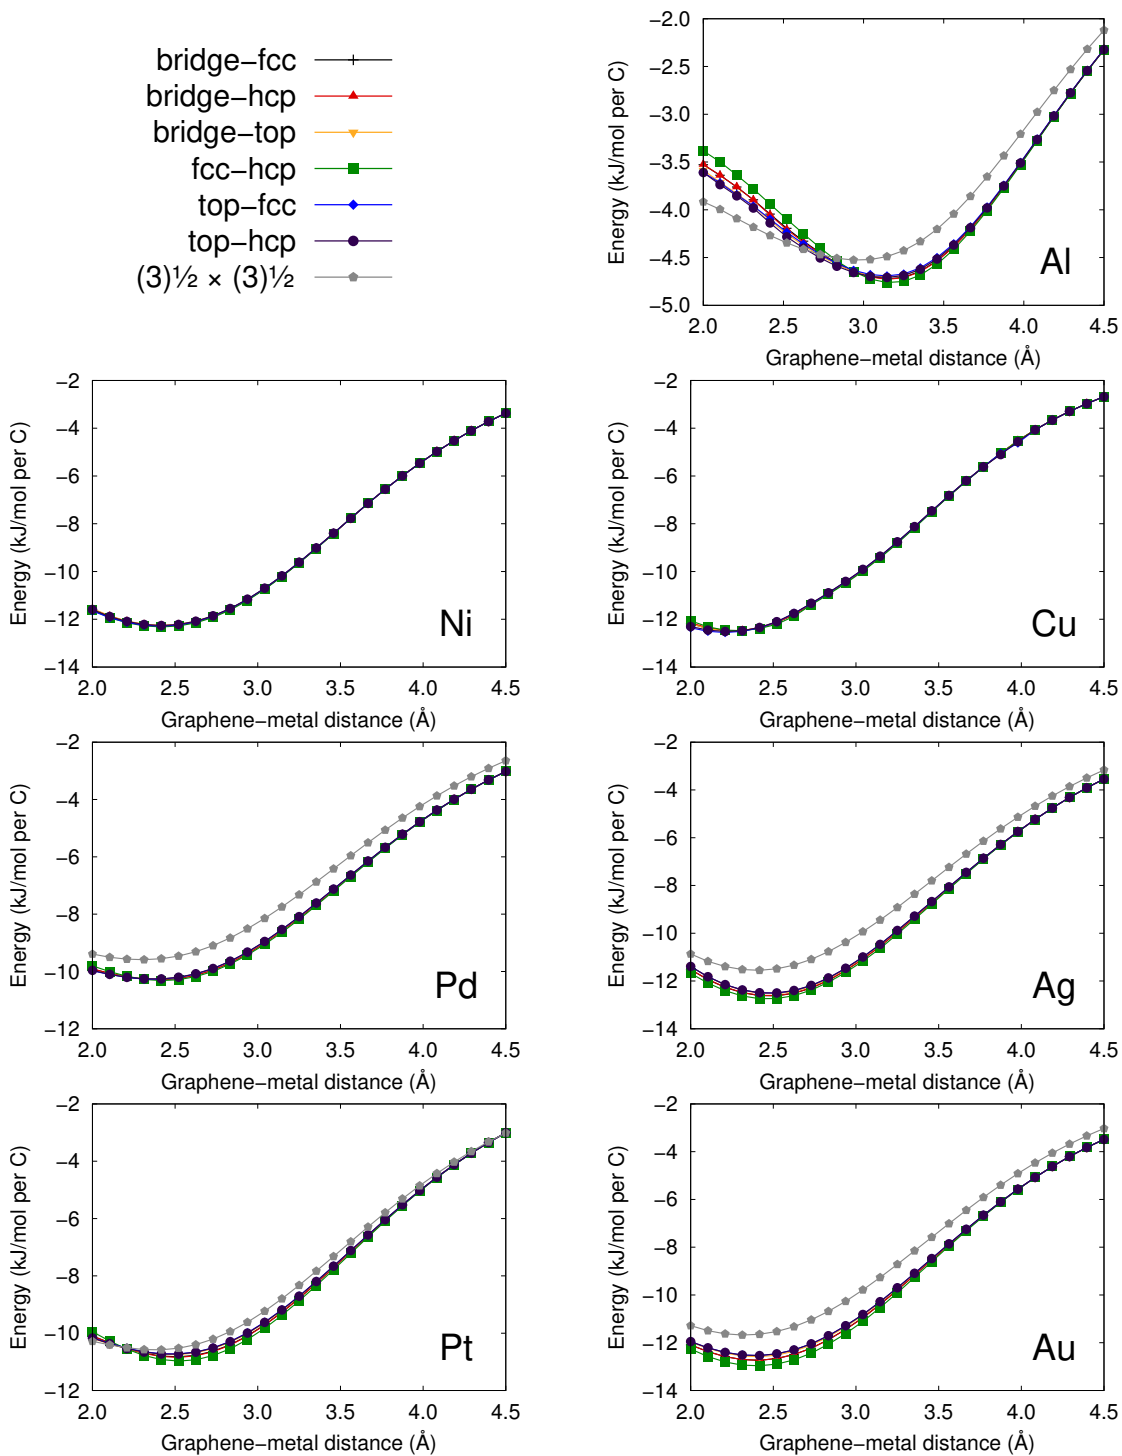 bridge−fcc
bridge−hcp
bridge−top
fcc−hcp
top−fcc
top−hcp
(3)½ × (3)½
−2.0
−2.5
−3.0
−3.5
−4.0
−4.5
−5.0
2.0 2.5 3.0 3.5 4.0 4.5
Energy (kJ/mol per C)
Graphene−metal distance (Å)
Al
−2
−4
−6
−8
−10
−12
−14
2.0 2.5 3.0 3.5 4.0 4.5
Energy (kJ/mol per C)
Graphene−metal distance (Å)
Ni
−2
−4
−6
−8
−10
−12
−14
2.0 2.5 3.0 3.5 4.0 4.5
Energy (kJ/mol per C)
Graphene−metal distance (Å)
Cu
−2
−4
−6
−8
−10
−12
2.0 2.5 3.0 3.5 4.0 4.5
Energy (kJ/mol per C)
Graphene−metal distance (Å)
Pd
−2
−4
−6
−8
−10
−12
−14
2.0 2.5 3.0 3.5 4.0 4.5
Energy (kJ/mol per C)
Graphene−metal distance (Å)
Ag
−2
−4
−6
−8
−10
−12
2.0 2.5 3.0 3.5 4.0 4.5
Energy (kJ/mol per C)
Graphene−metal distance (Å)
Pt
−2
−4
−6
−8
−10
−12
−14
2.0 2.5 3.0 3.5 4.0 4.5
Energy (kJ/mol per C)
Graphene−metal distance (Å)
Au